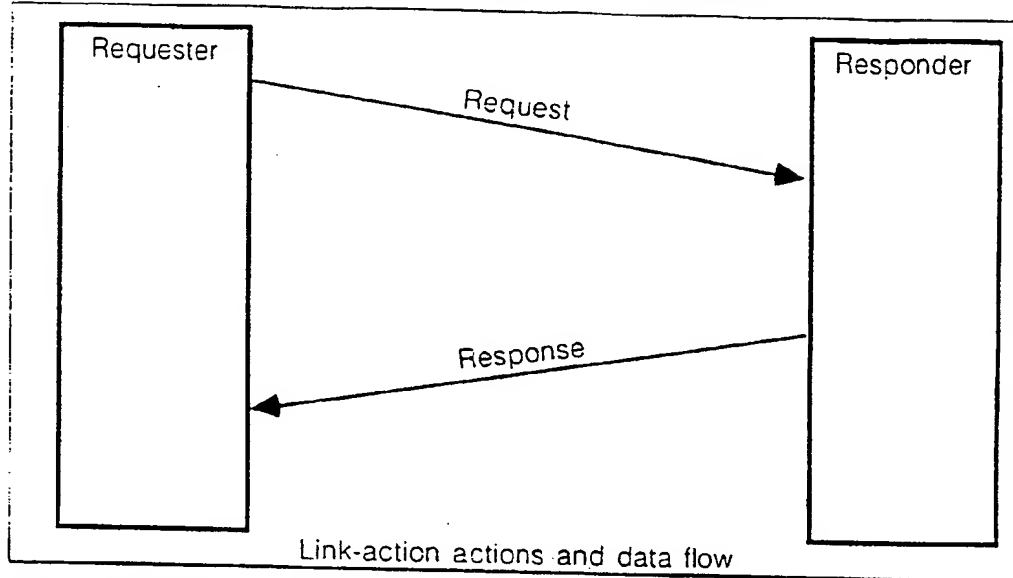 Requester
Responder
Request
Response
Link-action actions and data flow